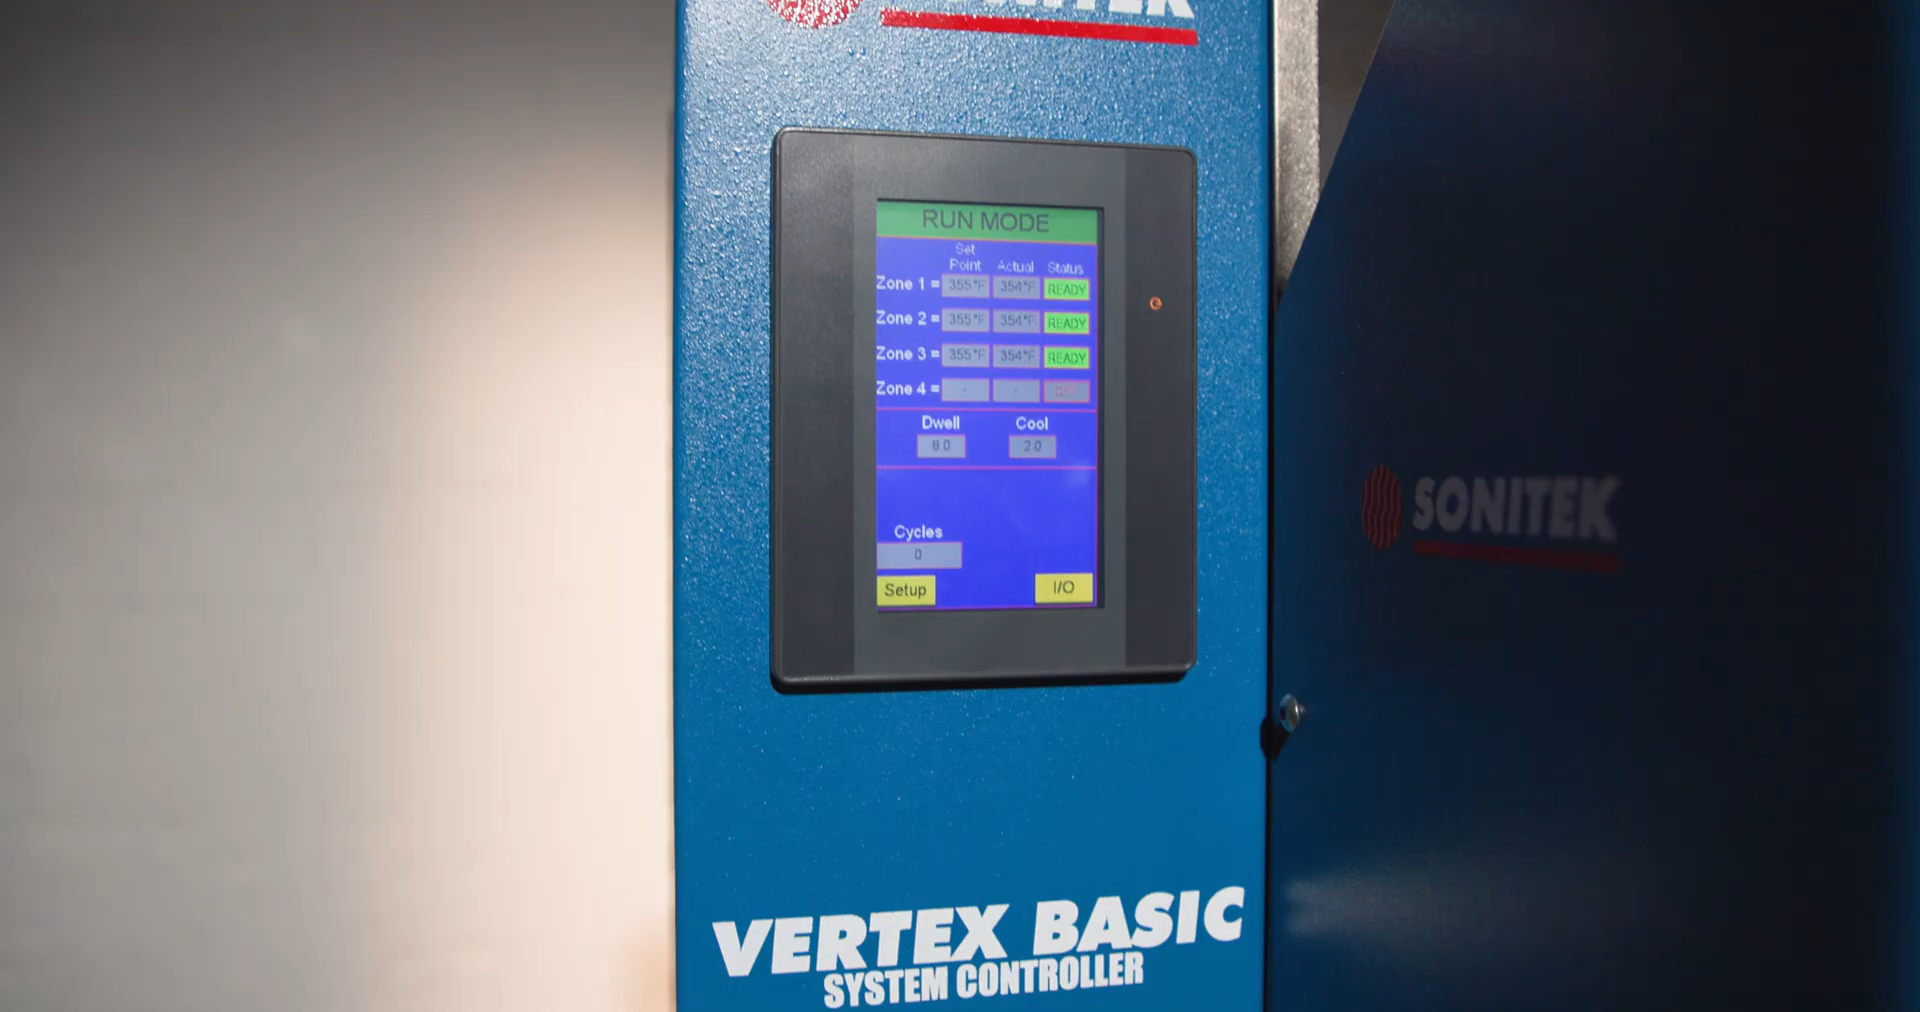 SONITEK
RUN MODE
Set
Point Actual Status
Zone 1 = 355°F 354°F READY
Zone 2 = 355°F 354°F READY
Zone 3 = 355°F 354°F READY
Zone 4 = - -
Dwell Cool
8.0 2.0
Cycles
0
Setup I/O
SONITEK
VERTEX BASIC
SYSTEM CONTROLLER